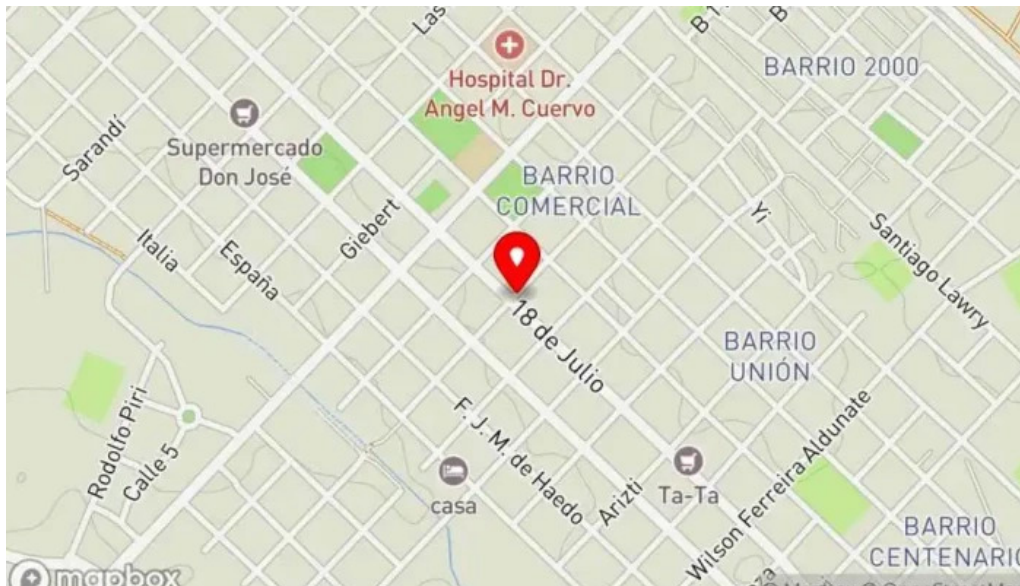 Las
B 1
B
BARRIO 2000
Hospital Dr.
Angel M. Cuervo
Supermercado
Don José
Sarandí
BARRIO
COMERCIAL
Giebert
Yi
Italia
España
Santiago Lawry
18 de Julio
BARRIO
UNIÓN
Rodolfo Piri
Calle 5
F. J. M. de Haedo
casa
Arizti
Ta-Ta
Wilson Ferreira Aldunate
BARRIO
CENTENARIO
mapbox